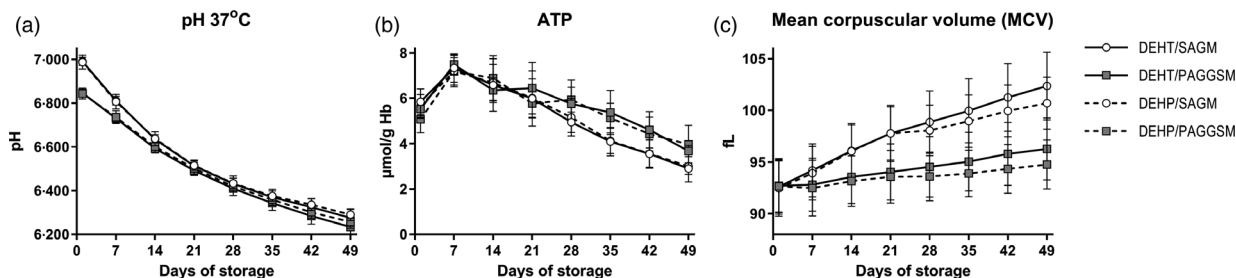 (a)
pH 37°C
7·000
6·800
6·600
6·400
6·200
pH
0 7 14 21 28 35 42 49
Days of storage
(b)
ATP
8
6
4
2
0
µmol/g Hb
0 7 14 21 28 35 42 49
Days of storage
(c)
Mean corpuscular volume (MCV)
105
100
95
90
fL
0 7 14 21 28 35 42 49
Days of storage
DEHT/SAGM
DEHT/PAGGSM
DEHP/SAGM
DEHP/PAGGSM